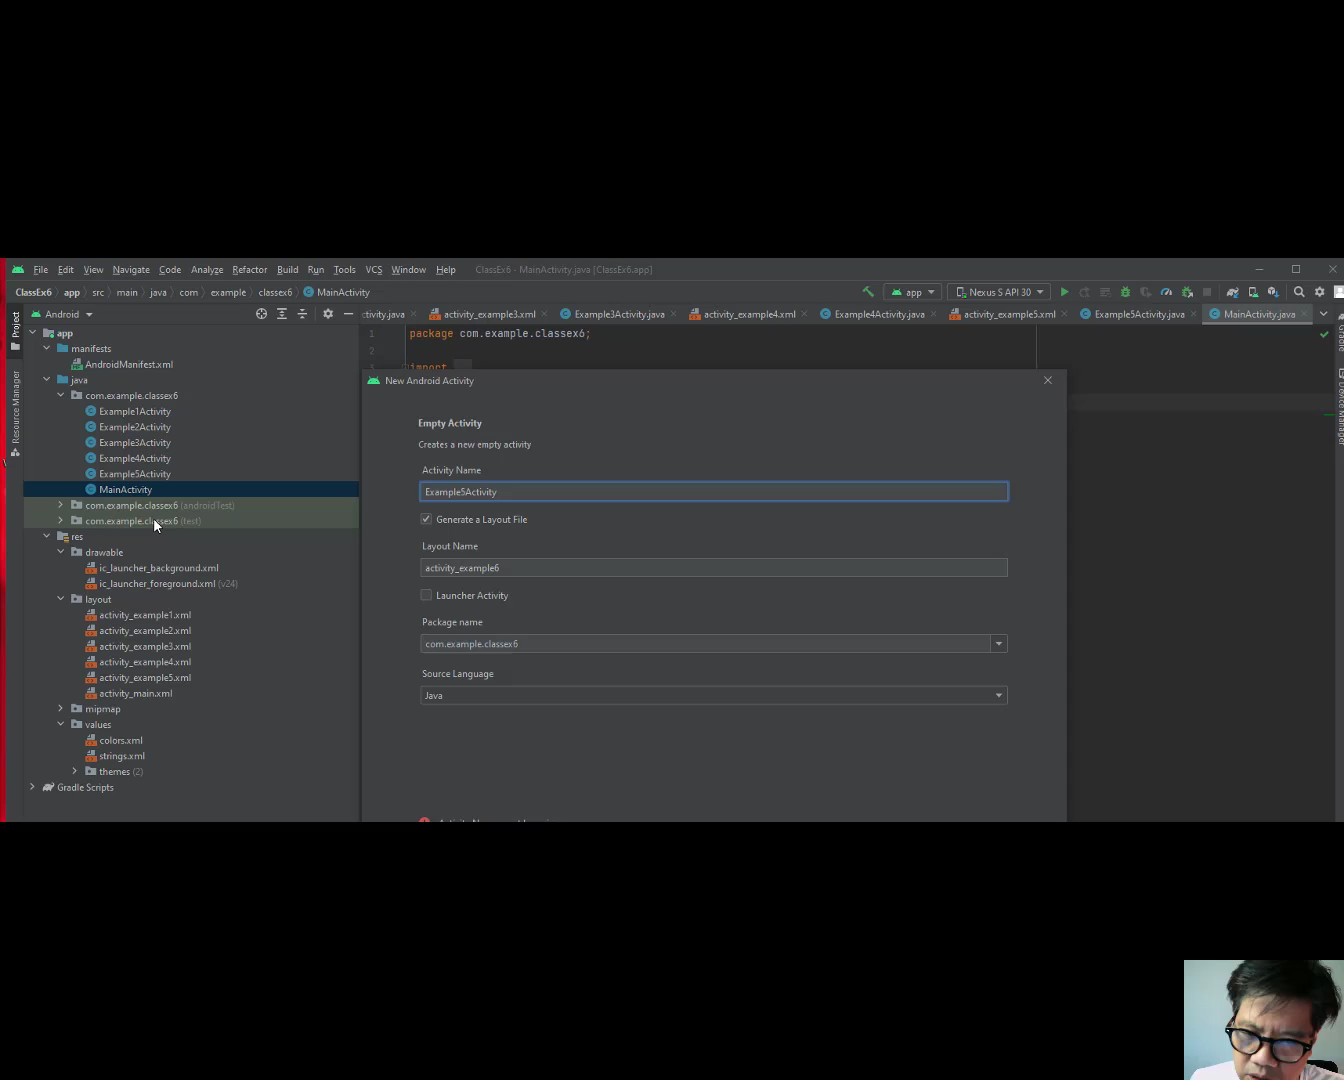 File Edit View Navigate Code Analyze Refactor Build Run Tools VCS Window Help ClassEx6 - MainActivity.java [ClassEx6.app]
ClassEx6 app src main java com example classex6 MainActivity app Nexus S API 30
Android
ctivity.java activity_example3.xml Example3Activity.java activity_example4.xml Example4Activity.java activity_example5.xml Example5Activity.java MainActivity.java
Project
Resource Manager
Gradle
Device Manager
app
manifests
AndroidManifest.xml
java
com.example.classex6
Example1Activity
Example2Activity
Example3Activity
Example4Activity
Example5Activity
MainActivity
com.example.classex6 (androidTest)
com.example.classex6 (test)
res
drawable
ic_launcher_background.xml
ic_launcher_foreground.xml (v24)
layout
activity_example1.xml
activity_example2.xml
activity_example3.xml
activity_example4.xml
activity_example5.xml
activity_main.xml
mipmap
values
colors.xml
strings.xml
themes (2)
Gradle Scripts
1 package com.example.classex6;
2
3 import ...
New Android Activity
Empty Activity
Creates a new empty activity
Activity Name
Example5Activity
Generate a Layout File
Layout Name
activity_example6
Launcher Activity
Package name
com.example.classex6
Source Language
Java